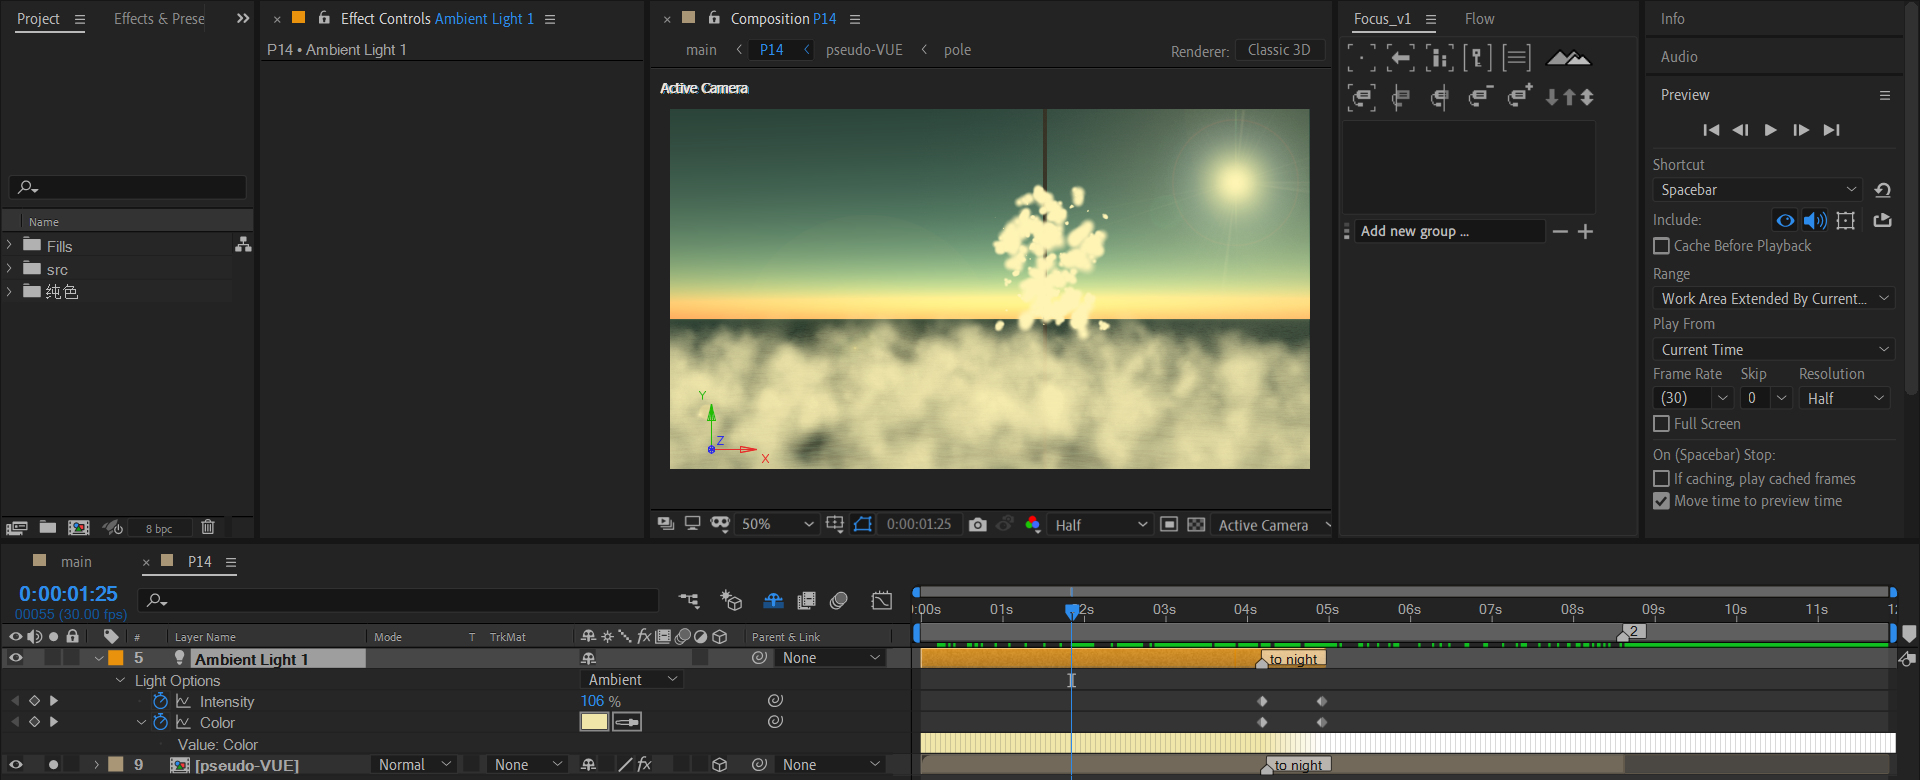 Project
Effects & Prese
Effect Controls Ambient Light 1
P14 • Ambient Light 1
Name
Fills
src
纯色
8 bpc
Composition P14
main
P14
pseudo-VUE
pole
Renderer: Classic 3D
Active Camera
Y
Z
X
50%
0:00:01:25
Half
Active Camera
Focus_v1
Flow
Add new group ...
Info
Audio
Preview
Shortcut
Spacebar
Include:
Cache Before Playback
Range
Work Area Extended By Current...
Play From
Current Time
Frame Rate Skip Resolution
(30) 0 Half
Full Screen
On (Spacebar) Stop:
If caching, play cached frames
Move time to preview time
main
P14
0:00:01:25
00055 (30.00 fps)
:00s 01s 2s 03s 04s 05s 06s 07s 08s 09s 10s 11s 12
# Layer Name Mode T TrkMat fx Parent & Link
2
5 Ambient Light 1 None
to night
Light Options Ambient
Intensity 106 %
Color
Value: Color
9 [pseudo-VUE] Normal None fx None
to night